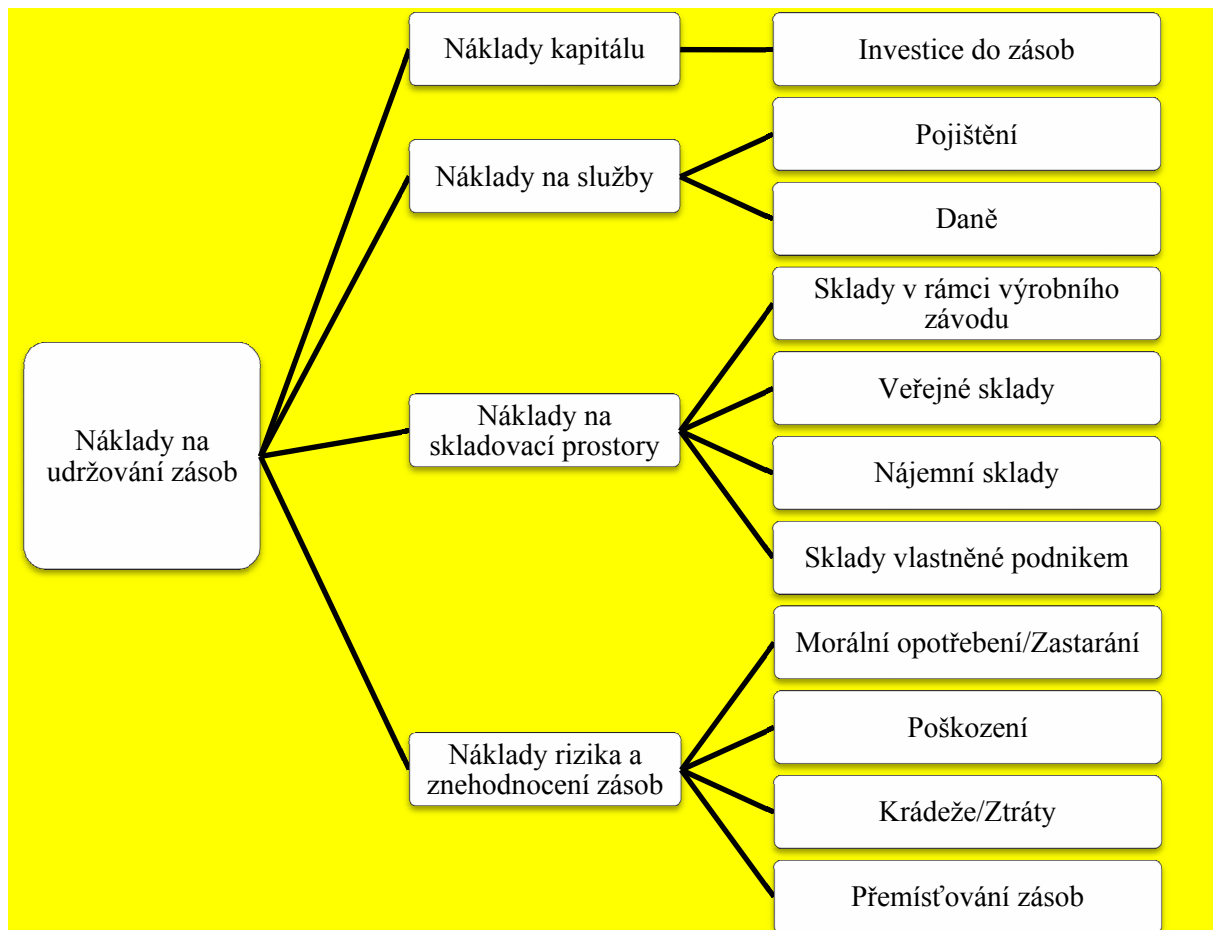 Náklady na
udržování zásob
Náklady kapitálu
Investice do zásob
Náklady na služby
Pojištění
Daně
Náklady na
skladovací prostory
Sklady v rámci výrobního
závodu
Veřejné sklady
Nájemní sklady
Sklady vlastněné podnikem
Náklady rizika a
znehodnocení zásob
Morální opotřebení/Zastarání
Poškození
Krádeže/Ztráty
Přemísťování zásob